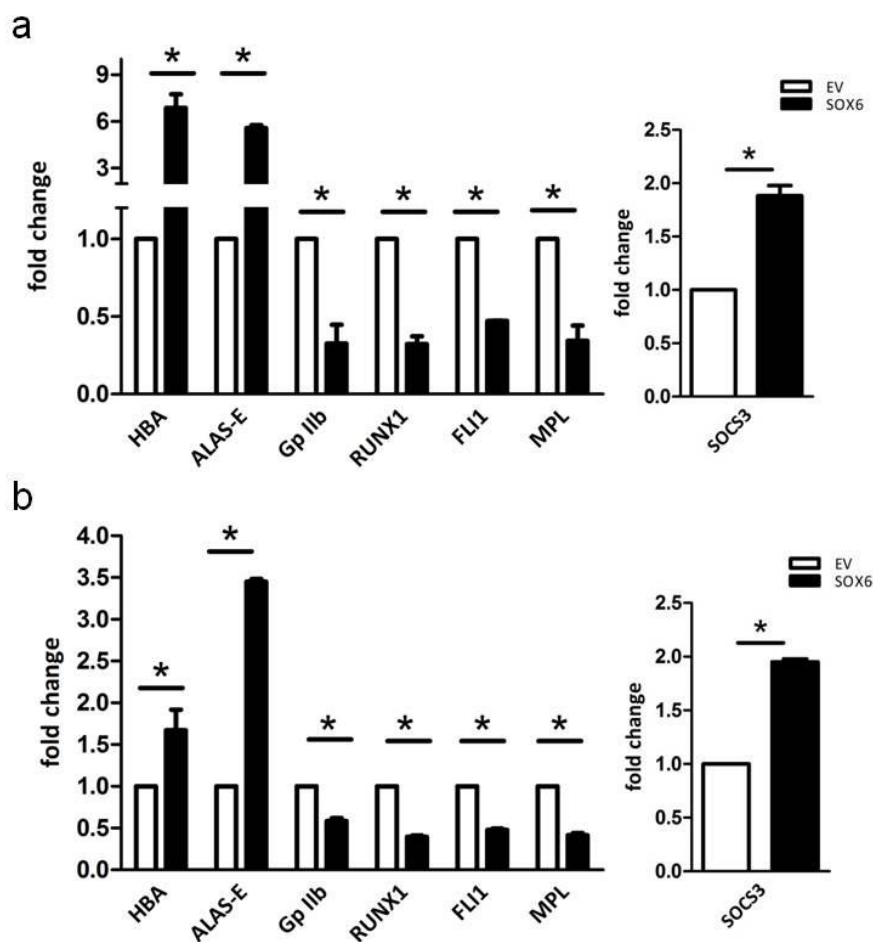 a
fold change
9
6
3
1.0
0.5
0.0
* * * * * *
HBA ALAS-E Gp IIb RUNX1 FLI1 MPL
EV
SOX6
fold change
2.5
2.0
1.5
1.0
0.5
0.0
*
SOCS3
b
fold change
4.0
3.5
3.0
2.5
2.0
1.5
1.0
0.5
0.0
* * * * * *
HBA ALAS-E Gp IIb RUNX1 FLI1 MPL
EV
SOX6
fold change
2.5
2.0
1.5
1.0
0.5
0.0
*
SOCS3